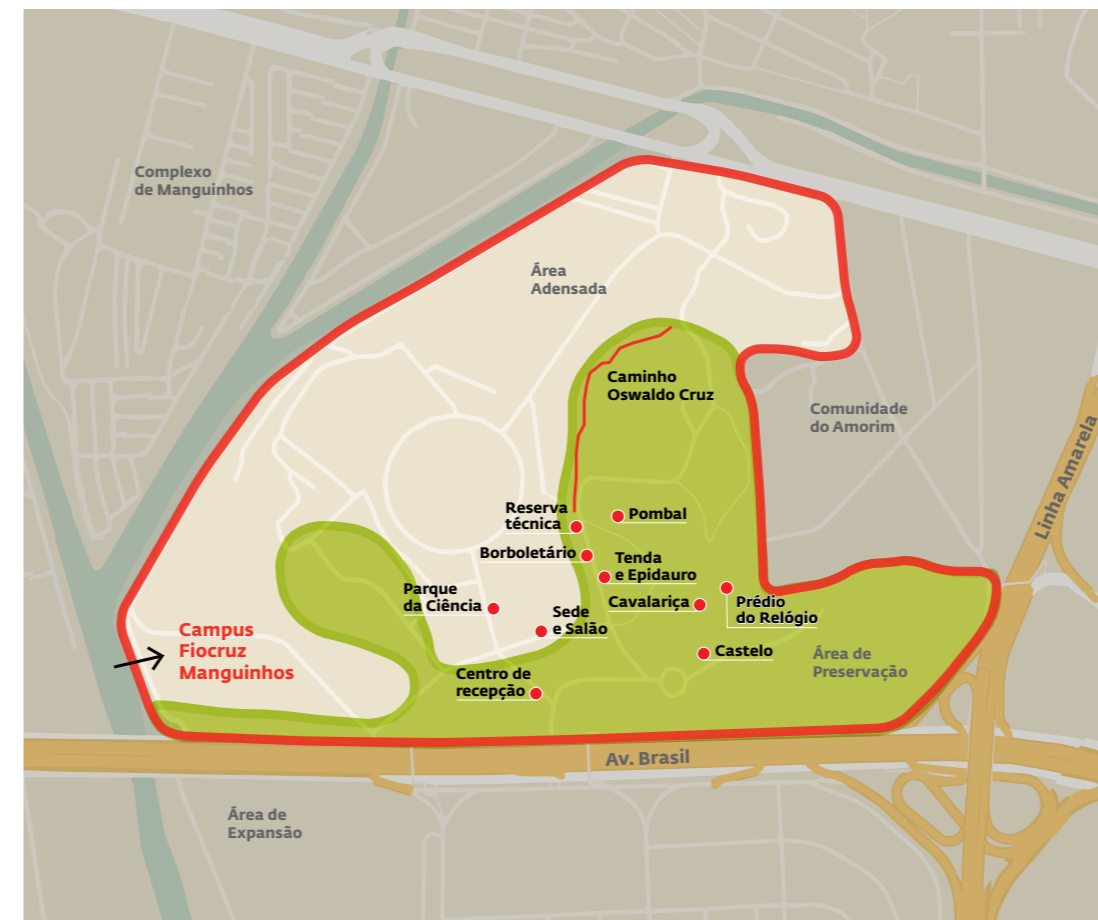 Complexo
de Manguinhos
Área
Adensada
Caminho
Oswaldo Cruz
Comunidade
do Amorim
Linha Amarela
Reserva
técnica
Pombal
Borboletário
Tenda
e Epidauro
Parque
da Ciência
Cavalariça
Prédio
do Relógio
Sede
e Salão
Campus
Fiocruz
Manguinhos
Castelo
Área de
Preservação
Centro de
recepção
Av. Brasil
Área de
Expansão